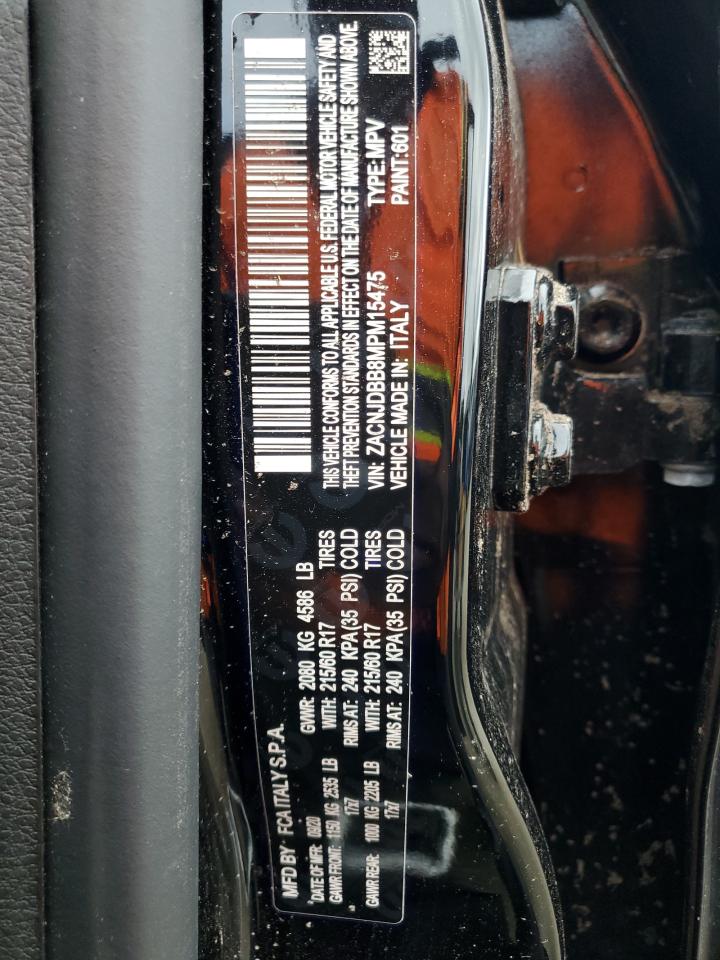 MFD BY FCA ITALY S.P.A.
DATE OF MFR: 09/20 GVWR: 2080 KG 4586 LB
GAWR FRONT: 1150 KG 2535 LB WITH: 215/60 R17 TIRES
17x7 RIMS AT: 240 KPA(35 PSI) COLD
GAWR REAR: 1000 KG 2205 LB WITH: 215/60 R17 TIRES
17x7 RIMS AT: 240 KPA(35 PSI) COLD
THIS VEHICLE CONFORMS TO ALL APPLICABLE U.S. FEDERAL MOTOR VEHICLE SAFETY AND
THEFT PREVENTION STANDARDS IN EFFECT ON THE DATE OF MANUFACTURE SHOWN ABOVE.
VIN: ZACNJDBB8MPM15475 TYPE:MPV
VEHICLE MADE IN: ITALY PAINT:601